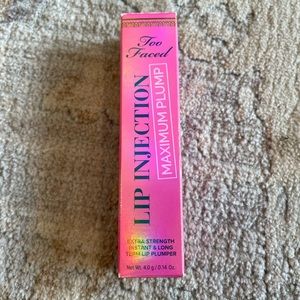 Too
Faced
LIP INJECTION
MAXIMUM PLUMP
EXTRA STRENGTH
INSTANT & LONG
TERM LIP PLUMPER
Net Wt. 4.0 g / 0.14 Oz.